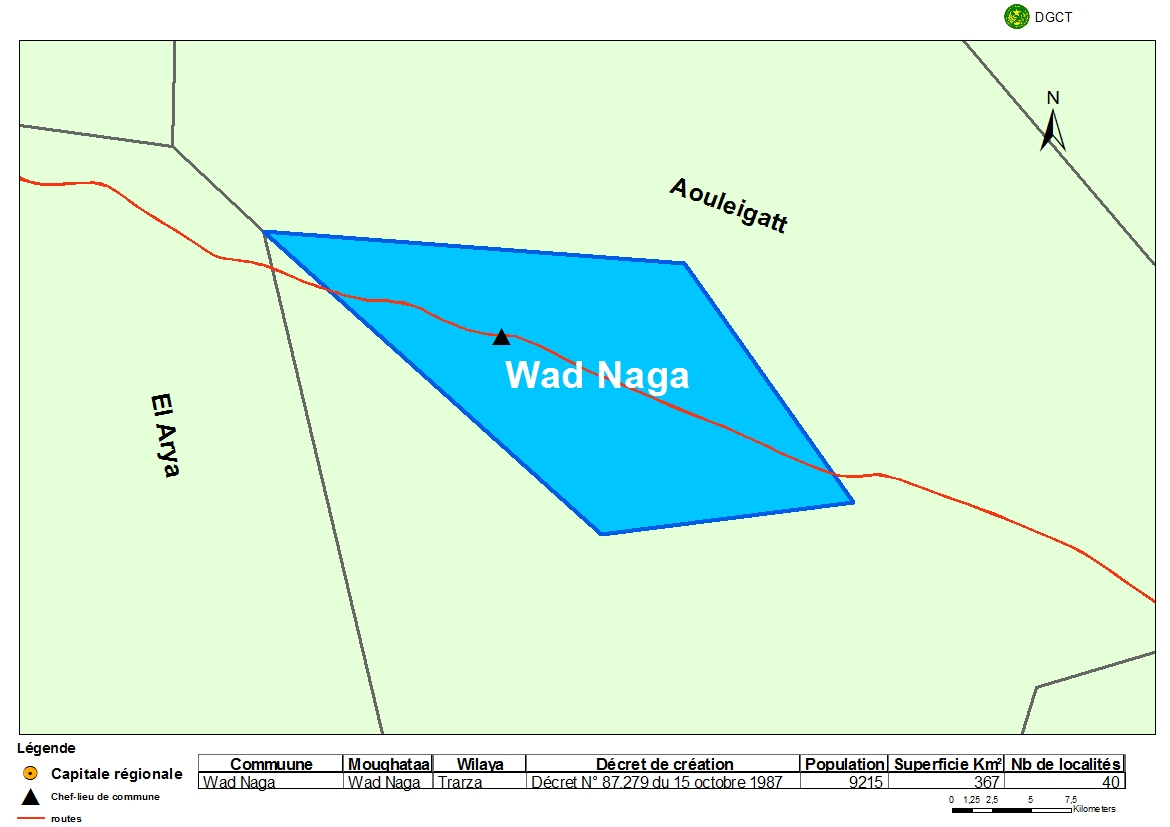 DGCT
N
Aouleigatt
Wad Naga
El Arya
Légende
Capitale régionale
Chef-lieu de commune
routes
Commuune Moughataa Wilaya Décret de création Population Superficie Km² Nb de localités
Wad Naga Wad Naga Trarza Décret N° 87.279 du 15 octobre 1987 9215 367 40
0 1,25 2,5 5 7,5
Kilometers